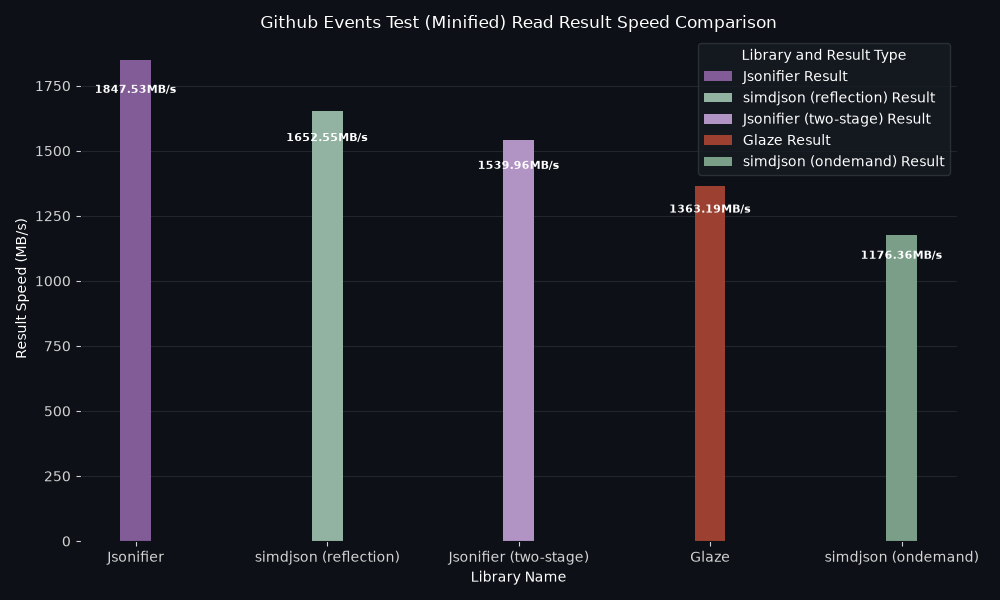 Github Events Test (Minified) Read Result Speed Comparison
Library and Result Type
Jsonifier Result
simdjson (reflection) Result
Jsonifier (two-stage) Result
Glaze Result
simdjson (ondemand) Result
1847.53MB/s
1652.55MB/s
1539.96MB/s
1363.19MB/s
1176.36MB/s
Result Speed (MB/s)
1750
1500
1250
1000
750
500
250
0
Jsonifier
simdjson (reflection)
Jsonifier (two-stage)
Glaze
simdjson (ondemand)
Library Name